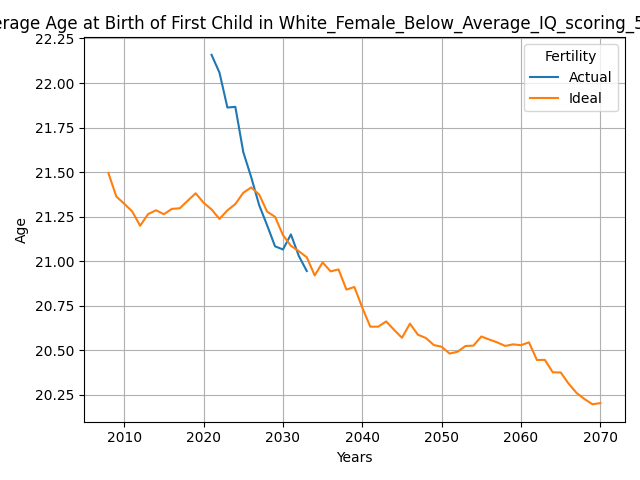 erage Age at Birth of First Child in White_Female_Below_Average_IQ_scoring_5
Fertility
Actual
Ideal
22.25
22.00
21.75
21.50
21.25
21.00
20.75
20.50
20.25
Age
2010 2020 2030 2040 2050 2060 2070
Years